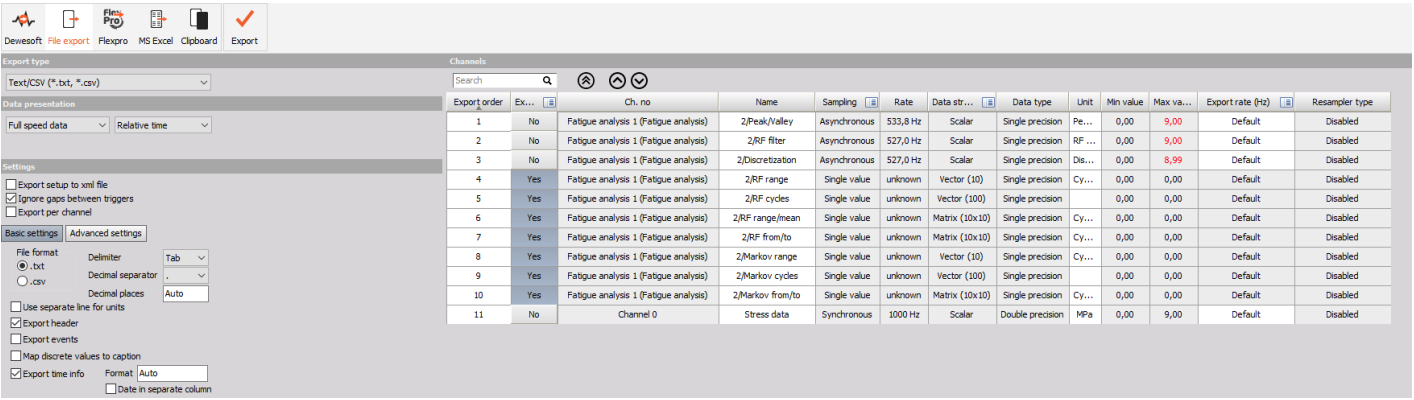 Flex
Pro
Dewesoft File export Flexpro MS Excel Clipboard Export
Export type
Text/CSV (*.txt, *.csv)
Data presentation
Full speed data Relative time
Settings
Export setup to xml file
Ignore gaps between triggers
Export per channel
Basic settings Advanced settings
File format
.txt
.csv
Delimiter Tab
Decimal separator .
Decimal places Auto
Use separate line for units
Export header
Export events
Map discrete values to caption
Export time info Format Auto
Date in separate column
Channels
Search
Export order Ex... Ch. no Name Sampling Rate Data str... Data type Unit Min value Max va... Export rate (Hz) Resampler type
1 No Fatigue analysis 1 (Fatigue analysis) 2/Peak/Valley Asynchronous 533,8 Hz Scalar Single precision Pe... 0,00 9,00 Default Disabled
2 No Fatigue analysis 1 (Fatigue analysis) 2/RF filter Asynchronous 527,0 Hz Scalar Single precision RF ... 0,00 9,00 Default Disabled
3 No Fatigue analysis 1 (Fatigue analysis) 2/Discretization Asynchronous 527,0 Hz Scalar Single precision Dis... 0,00 8,99 Default Disabled
4 Yes Fatigue analysis 1 (Fatigue analysis) 2/RF range Single value unknown Vector (10) Single precision Cy... 0,00 0,00 Default Disabled
5 Yes Fatigue analysis 1 (Fatigue analysis) 2/RF cycles Single value unknown Vector (100) Single precision 0,00 0,00 Default Disabled
6 Yes Fatigue analysis 1 (Fatigue analysis) 2/RF range/mean Single value unknown Matrix (10x10) Single precision Cy... 0,00 0,00 Default Disabled
7 Yes Fatigue analysis 1 (Fatigue analysis) 2/RF from/to Single value unknown Matrix (10x10) Single precision Cy... 0,00 0,00 Default Disabled
8 Yes Fatigue analysis 1 (Fatigue analysis) 2/Markov range Single value unknown Vector (10) Single precision Cy... 0,00 0,00 Default Disabled
9 Yes Fatigue analysis 1 (Fatigue analysis) 2/Markov cycles Single value unknown Vector (100) Single precision 0,00 0,00 Default Disabled
10 Yes Fatigue analysis 1 (Fatigue analysis) 2/Markov from/to Single value unknown Matrix (10x10) Single precision Cy... 0,00 0,00 Default Disabled
11 No Channel 0 Stress data Synchronous 1000 Hz Scalar Double precision MPa 0,00 9,00 Default Disabled